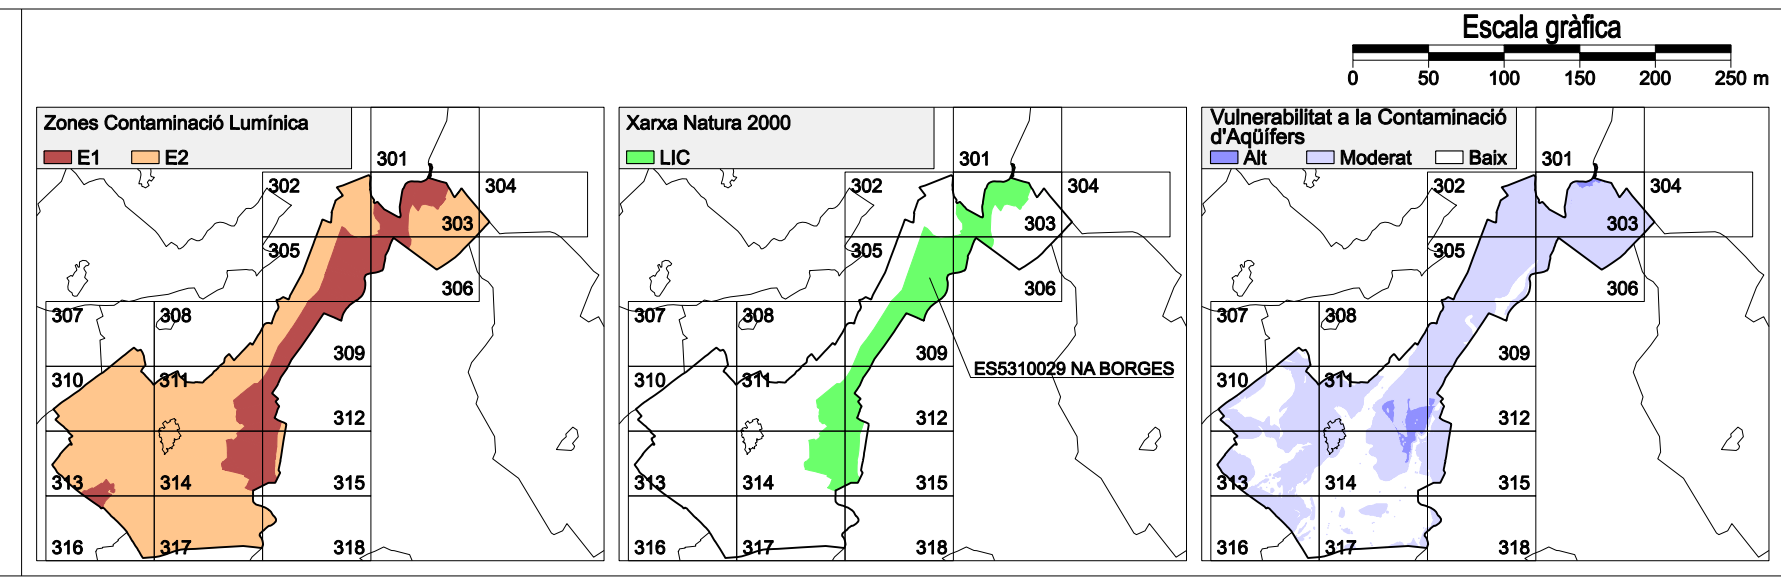 Escala gràfica
0 50 100 150 200 250 m
Zones Contaminació Lumínica
E1 E2
301
302 304
303
305
306
307 308
309
310 311
312
313 314 315
316 317 318
Xarxa Natura 2000
LIC
301
302 304
303
305
306
307 308
309
ES5310029 NA BORGES
310 311
312
313 314 315
316 317 318
Vulnerabilitat a la Contaminació
d'Aqüífers
Alt Moderat Baix
301
302 304
303
305
306
307 308
309
310 311
312
313 314 315
316 317 318